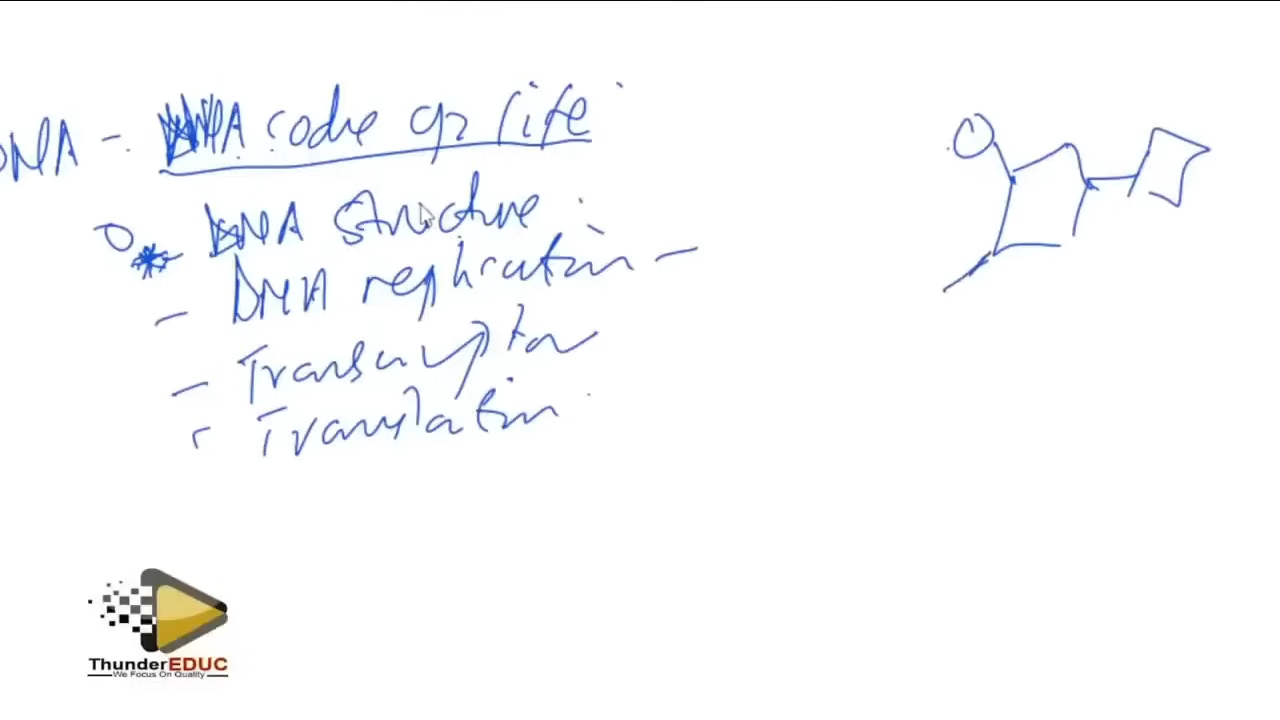 DNA - DNA code of life
DNA structure
- DNA replication -
- Transcription
- Translation
ThunderEDUC
We Focus On Quality